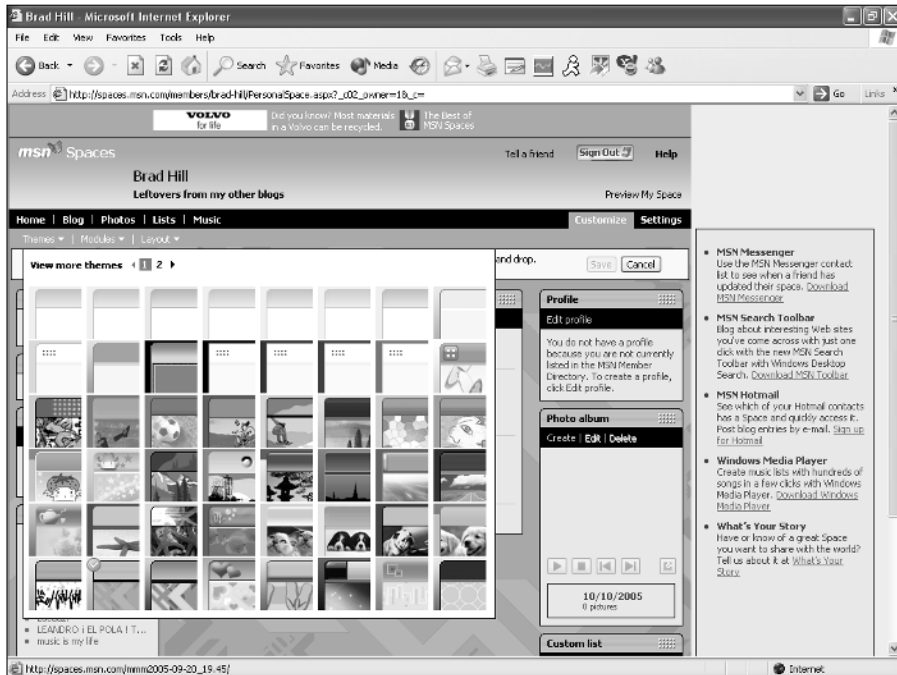 Brad Hill - Microsoft Internet Explorer
File Edit View Favorites Tools Help
Back Search Favorites Media
Address http://spaces.msn.com/members/brad-hill/PersonalSpace.aspx?_c02_owner=1&_c= Go Links
VOLVO
for life
Did you know? Most materials
in a Volvo can be recycled.
The Best of
MSN Spaces
msn Spaces
Tell a friend Sign Out Help
Brad Hill
Leftovers from my other blogs
Preview My Space
Home | Blog | Photos | Lists | Music Customize Settings
Themes | Modules | Layout
View more themes 1 2
and drop.
Save Cancel
Profile
Edit profile
You do not have a profile
because you are not currently
listed in the MSN Member
Directory. To create a profile,
click Edit profile.
Photo album
Create | Edit | Delete
10/10/2005
0 pictures
Custom list
LEANDRO i EL POLA ! T...
music is my life
• MSN Messenger
Use the MSN Messenger contact
list to see when a friend has
updated their space. Download
MSN Messenger
• MSN Search Toolbar
Blog about interesting Web sites
you've come across with just one
click with the new MSN Search
Toolbar with Windows Desktop
Search. Download MSN Toolbar
• MSN Hotmail
See which of your Hotmail contacts
has a Space and quickly access it.
Post blog entries by e-mail. Sign up
for Hotmail
• Windows Media Player
Create music lists with hundreds of
songs in a few clicks with Windows
Media Player. Download Windows
Media Player
• What's Your Story
Have or know of a great Space
you want to share with the world?
Tell us about it at What's Your
Story
http://spaces.msn.com/mmm2005-09-20_19.45/ Internet